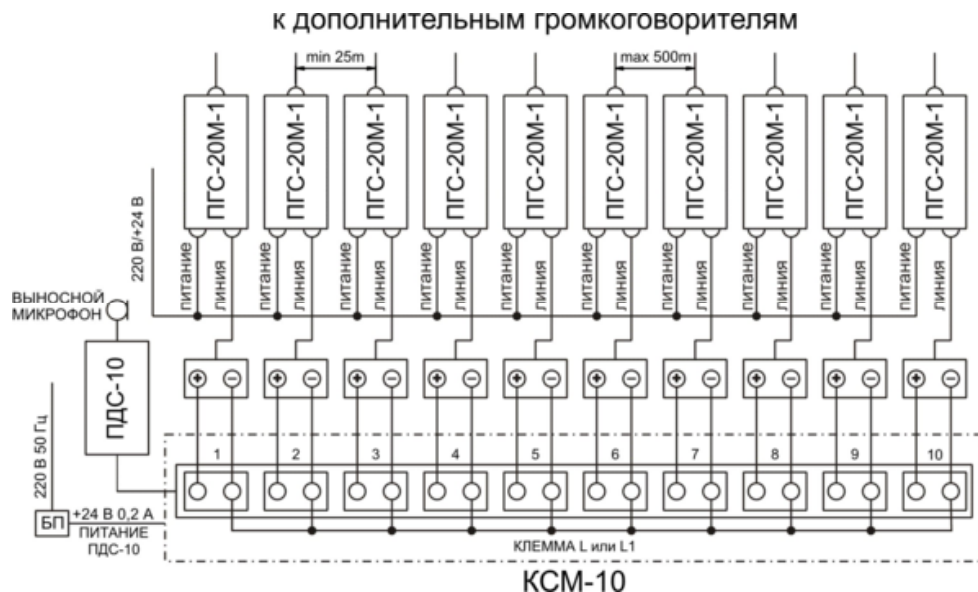 к дополнительным громкоговорителям
min 25m
max 500m
ПГС-20М-1
ПГС-20М-1
ПГС-20М-1
ПГС-20М-1
ПГС-20М-1
ПГС-20М-1
ПГС-20М-1
ПГС-20М-1
ПГС-20М-1
ПГС-20М-1
220 В/+24 В
питание
линия
питание
линия
питание
линия
питание
линия
питание
линия
питание
линия
питание
линия
питание
линия
питание
линия
питание
линия
ВЫНОСНОЙ
МИКРОФОН
ПДС-10
+ − + − + − + − + − + − + − + − + − + −
220 В 50 Гц
1 2 3 4 5 6 7 8 9 10
БП
+24 В 0,2 А
ПИТАНИЕ
ПДС-10
КЛЕММА L или L1
КСМ-10